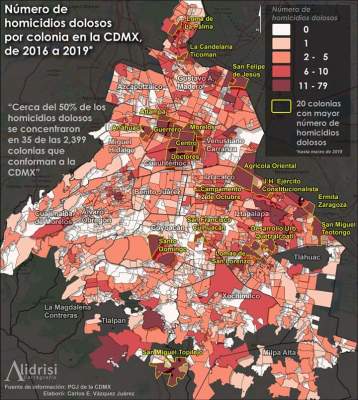 Número de
homicidios dolosos
por colonia en la CDMX,
de 2016 a 2019*
"Cerca del 50% de los
homicidios dolosos
se concentraron
en 35 de las 2,399
colonias que
conforman a la
CDMX"
Número de
homicidios dolosos
0
1
2 - 5
6 - 10
11 - 79
20 colonias
con mayor
número de
homicidios
dolosos
*hasta marzo de 2019
Loma de
La Palma
La Candelaria
Ticoman
San Felipe
de Jesús
Gustavo A.
Madero
Azcapotzalco
Atlampa
Anáhuac
Guerrero
Morelos
Miguel
Hidalgo
Centro
Venustiano
Carranza
Cuauhtémoc
Doctores
Agrícola Oriental
Iztacalco
J.H. Ejército
Constitucionalista
Campamento
2 de Octubre
Ermita
Zaragoza
Benito Juárez
Iztapalapa
Cuajimalpa
de Morelos
Álvaro
Obregón
San Francisco
Culhuacán
San Miguel
Teotongo
Coyoacán
Desarrollo Urb.
Quetzalcóatl
Santo
Domingo
Lomas de
San Lorenzo
Tláhuac
Xochimilco
La Magdalena
Contreras
Tlalpan
Milpa Alta
San Miguel Topilejo
Alidrisi
Cartografía
Fuente de información: PGJ de la CDMX
Elaboró: Carlos E. Vázquez Juárez